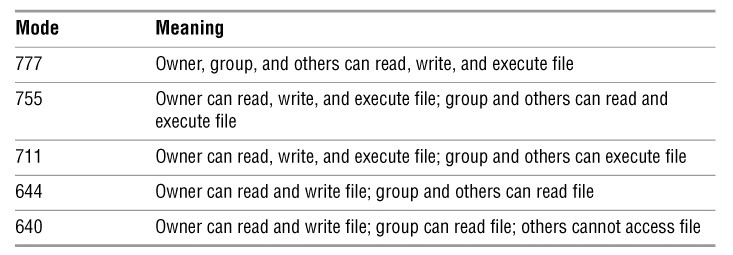 Mode Meaning
777 Owner, group, and others can read, write, and execute file
755 Owner can read, write, and execute file; group and others can read and
execute file
711 Owner can read, write, and execute file; group and others can execute file
644 Owner can read and write file; group and others can read file
640 Owner can read and write file; group can read file; others cannot access file